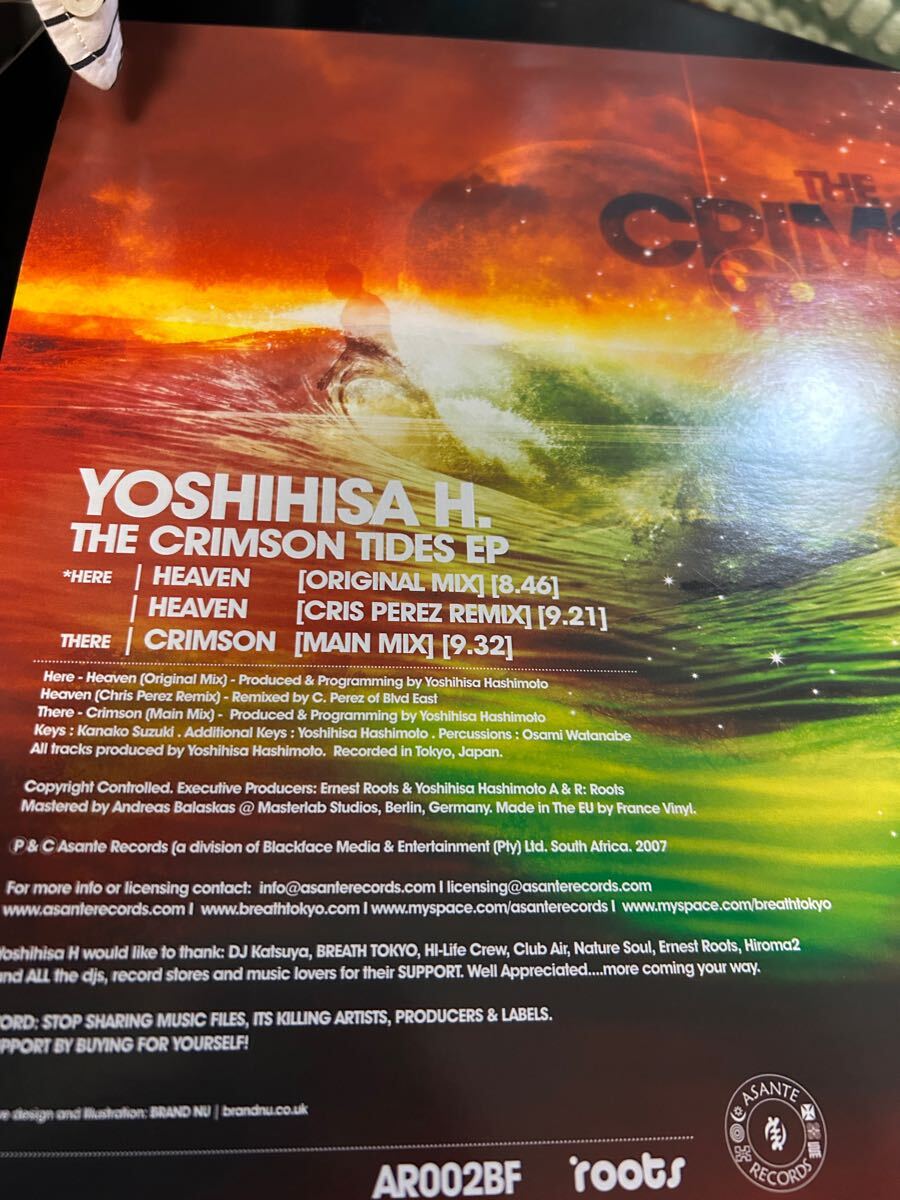 THE
YOSHIHISA H.
THE CRIMSON TIDES EP
*HERE | HEAVEN [ORIGINAL MIX] [8.46]
| HEAVEN [CRIS PEREZ REMIX] [9.21]
THERE | CRIMSON [MAIN MIX] [9.32]
Here - Heaven (Original Mix) - Produced & Programming by Yoshihisa Hashimoto
Heaven (Chris Perez Remix) - Remixed by C. Perez of Blvd East
There - Crimson (Main Mix) - Produced & Programming by Yoshihisa Hashimoto
Keys : Kanako Suzuki . Additional Keys : Yoshihisa Hashimoto . Percussions : Osami Watanabe
All tracks produced by Yoshihisa Hashimoto. Recorded in Tokyo, Japan.
Copyright Controlled. Executive Producers: Ernest Roots & Yoshihisa Hashimoto A & R: Roots
Mastered by Andreas Balaskas @ Masterlab Studios, Berlin, Germany. Made in The EU by France Vinyl.
P & C Asante Records (a division of Blackface Media & Entertainment (Pty) Ltd. South Africa. 2007
For more info or licensing contact: info@asanterecords.com | licensing@asanterecords.com
www.asanterecords.com | www.breathtokyo.com | www.myspace.com/asanterecords | www.myspace.com/breathtokyo
Yoshihisa H would like to thank: DJ Katsuya, BREATH TOKYO, HI-Life Crew, Club Air, Nature Soul, Ernest Roots, Hiroma2
and ALL the djs, record stores and music lovers for their SUPPORT. Well Appreciated....more coming your way.
STOP SHARING MUSIC FILES, ITS KILLING ARTISTS, PRODUCERS & LABELS.
BY BUYING FOR YOURSELF!
design and Illustration: BRAND NU | brandnu.co.uk
AR002BF roots
ASANTE
RECORDS